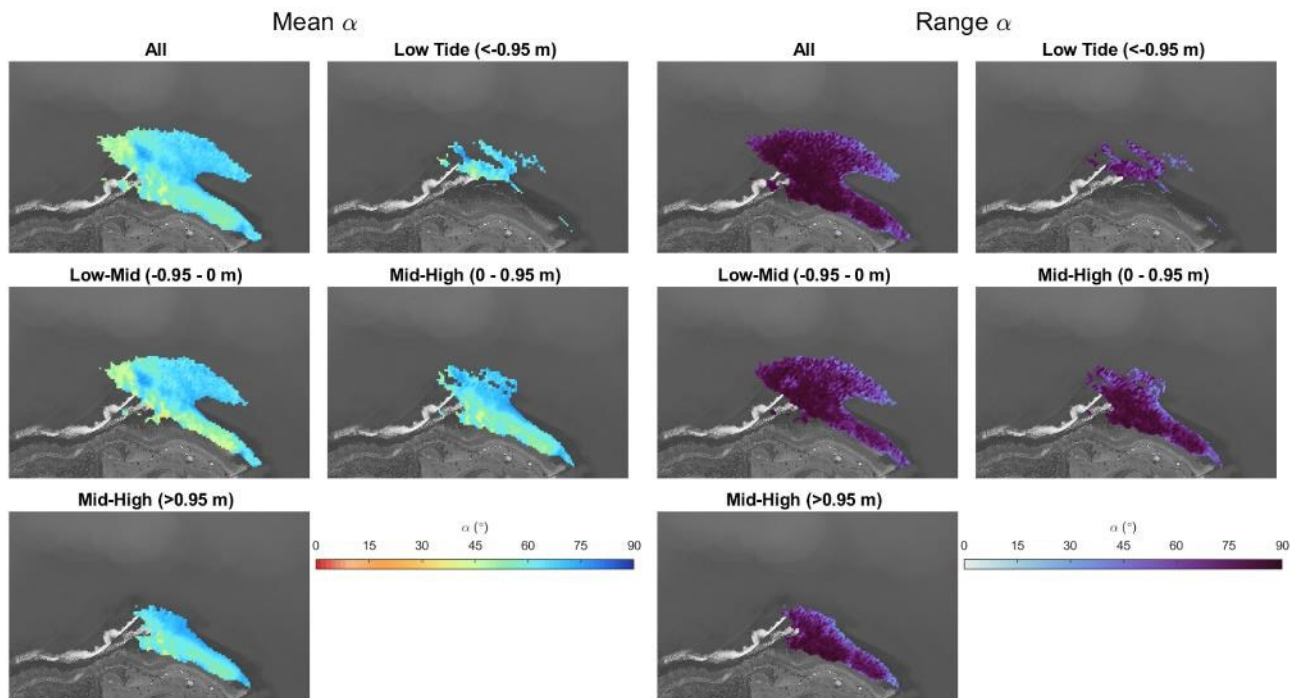 Mean α
Range α
All
Low Tide (<-0.95 m)
All
Low Tide (<-0.95 m)
Low-Mid (-0.95 - 0 m)
Mid-High (0 - 0.95 m)
Low-Mid (-0.95 - 0 m)
Mid-High (0 - 0.95 m)
Mid-High (>0.95 m)
α (°)
0 15 30 45 60 75 90
Mid-High (>0.95 m)
α (°)
0 15 30 45 60 75 90